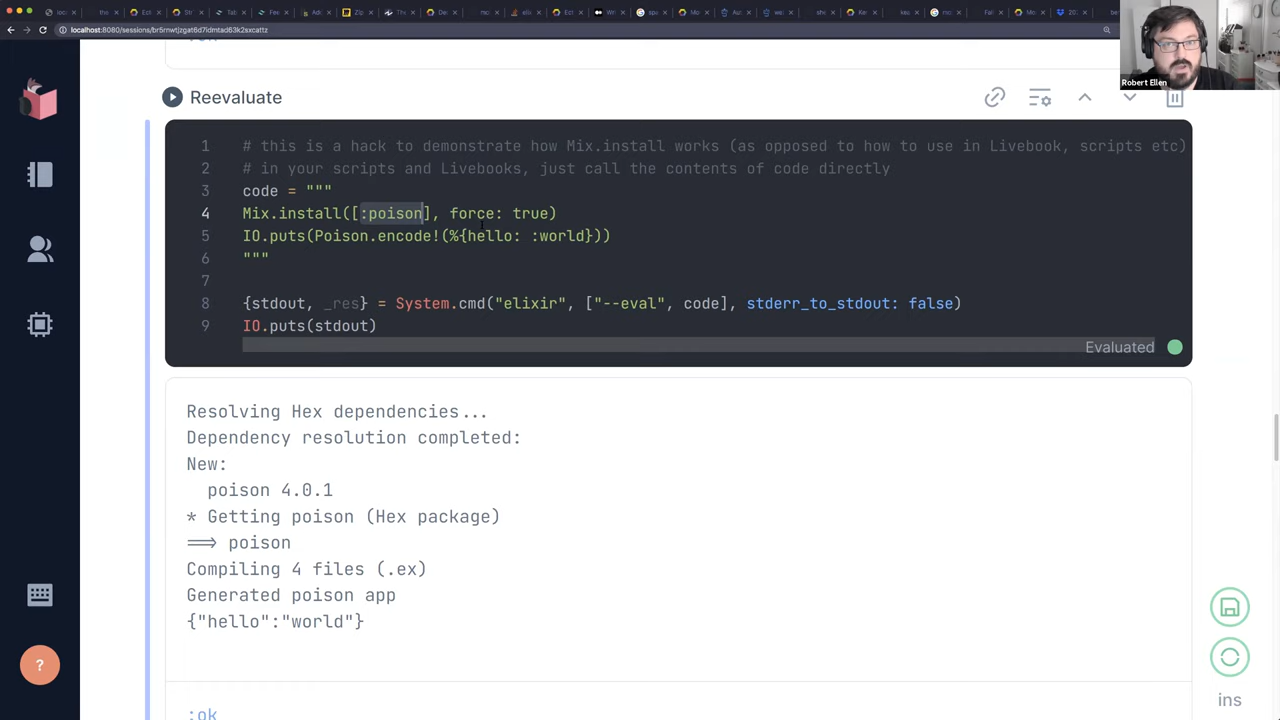 localhost:8080/sessions/br5rnwtjzgat6d7idmtad63k2sxcattz
Robert Ellen
Reevaluate
1 # this is a hack to demonstrate how Mix.install works (as opposed to how to use in Livebook, scripts etc)
2 # in your scripts and Livebooks, just call the contents of code directly
3 code = """
4 Mix.install([:poison], force: true)
5 IO.puts(Poison.encode!(%{hello: :world}))
6 """
7
8 {stdout, _res} = System.cmd("elixir", ["--eval", code], stderr_to_stdout: false)
9 IO.puts(stdout)
Evaluated
Resolving Hex dependencies...
Dependency resolution completed:
New:
poison 4.0.1
* Getting poison (Hex package)
==> poison
Compiling 4 files (.ex)
Generated poison app
{"hello":"world"}
:ok
?
ins